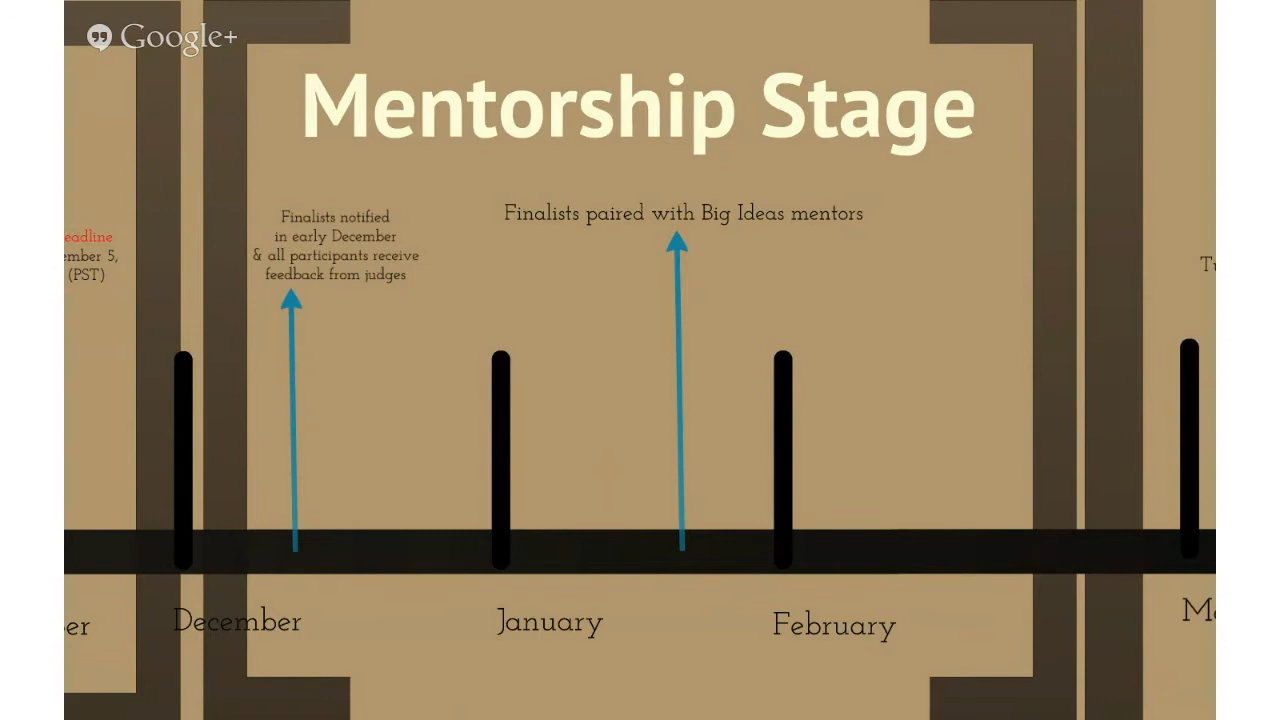 Google+
Mentorship Stage
Finalists notified
in early December
& all participants receive
feedback from judges
Finalists paired with Big Ideas mentors
eadline
ember 5,
(PST)
Tu
er
December
January
February
M